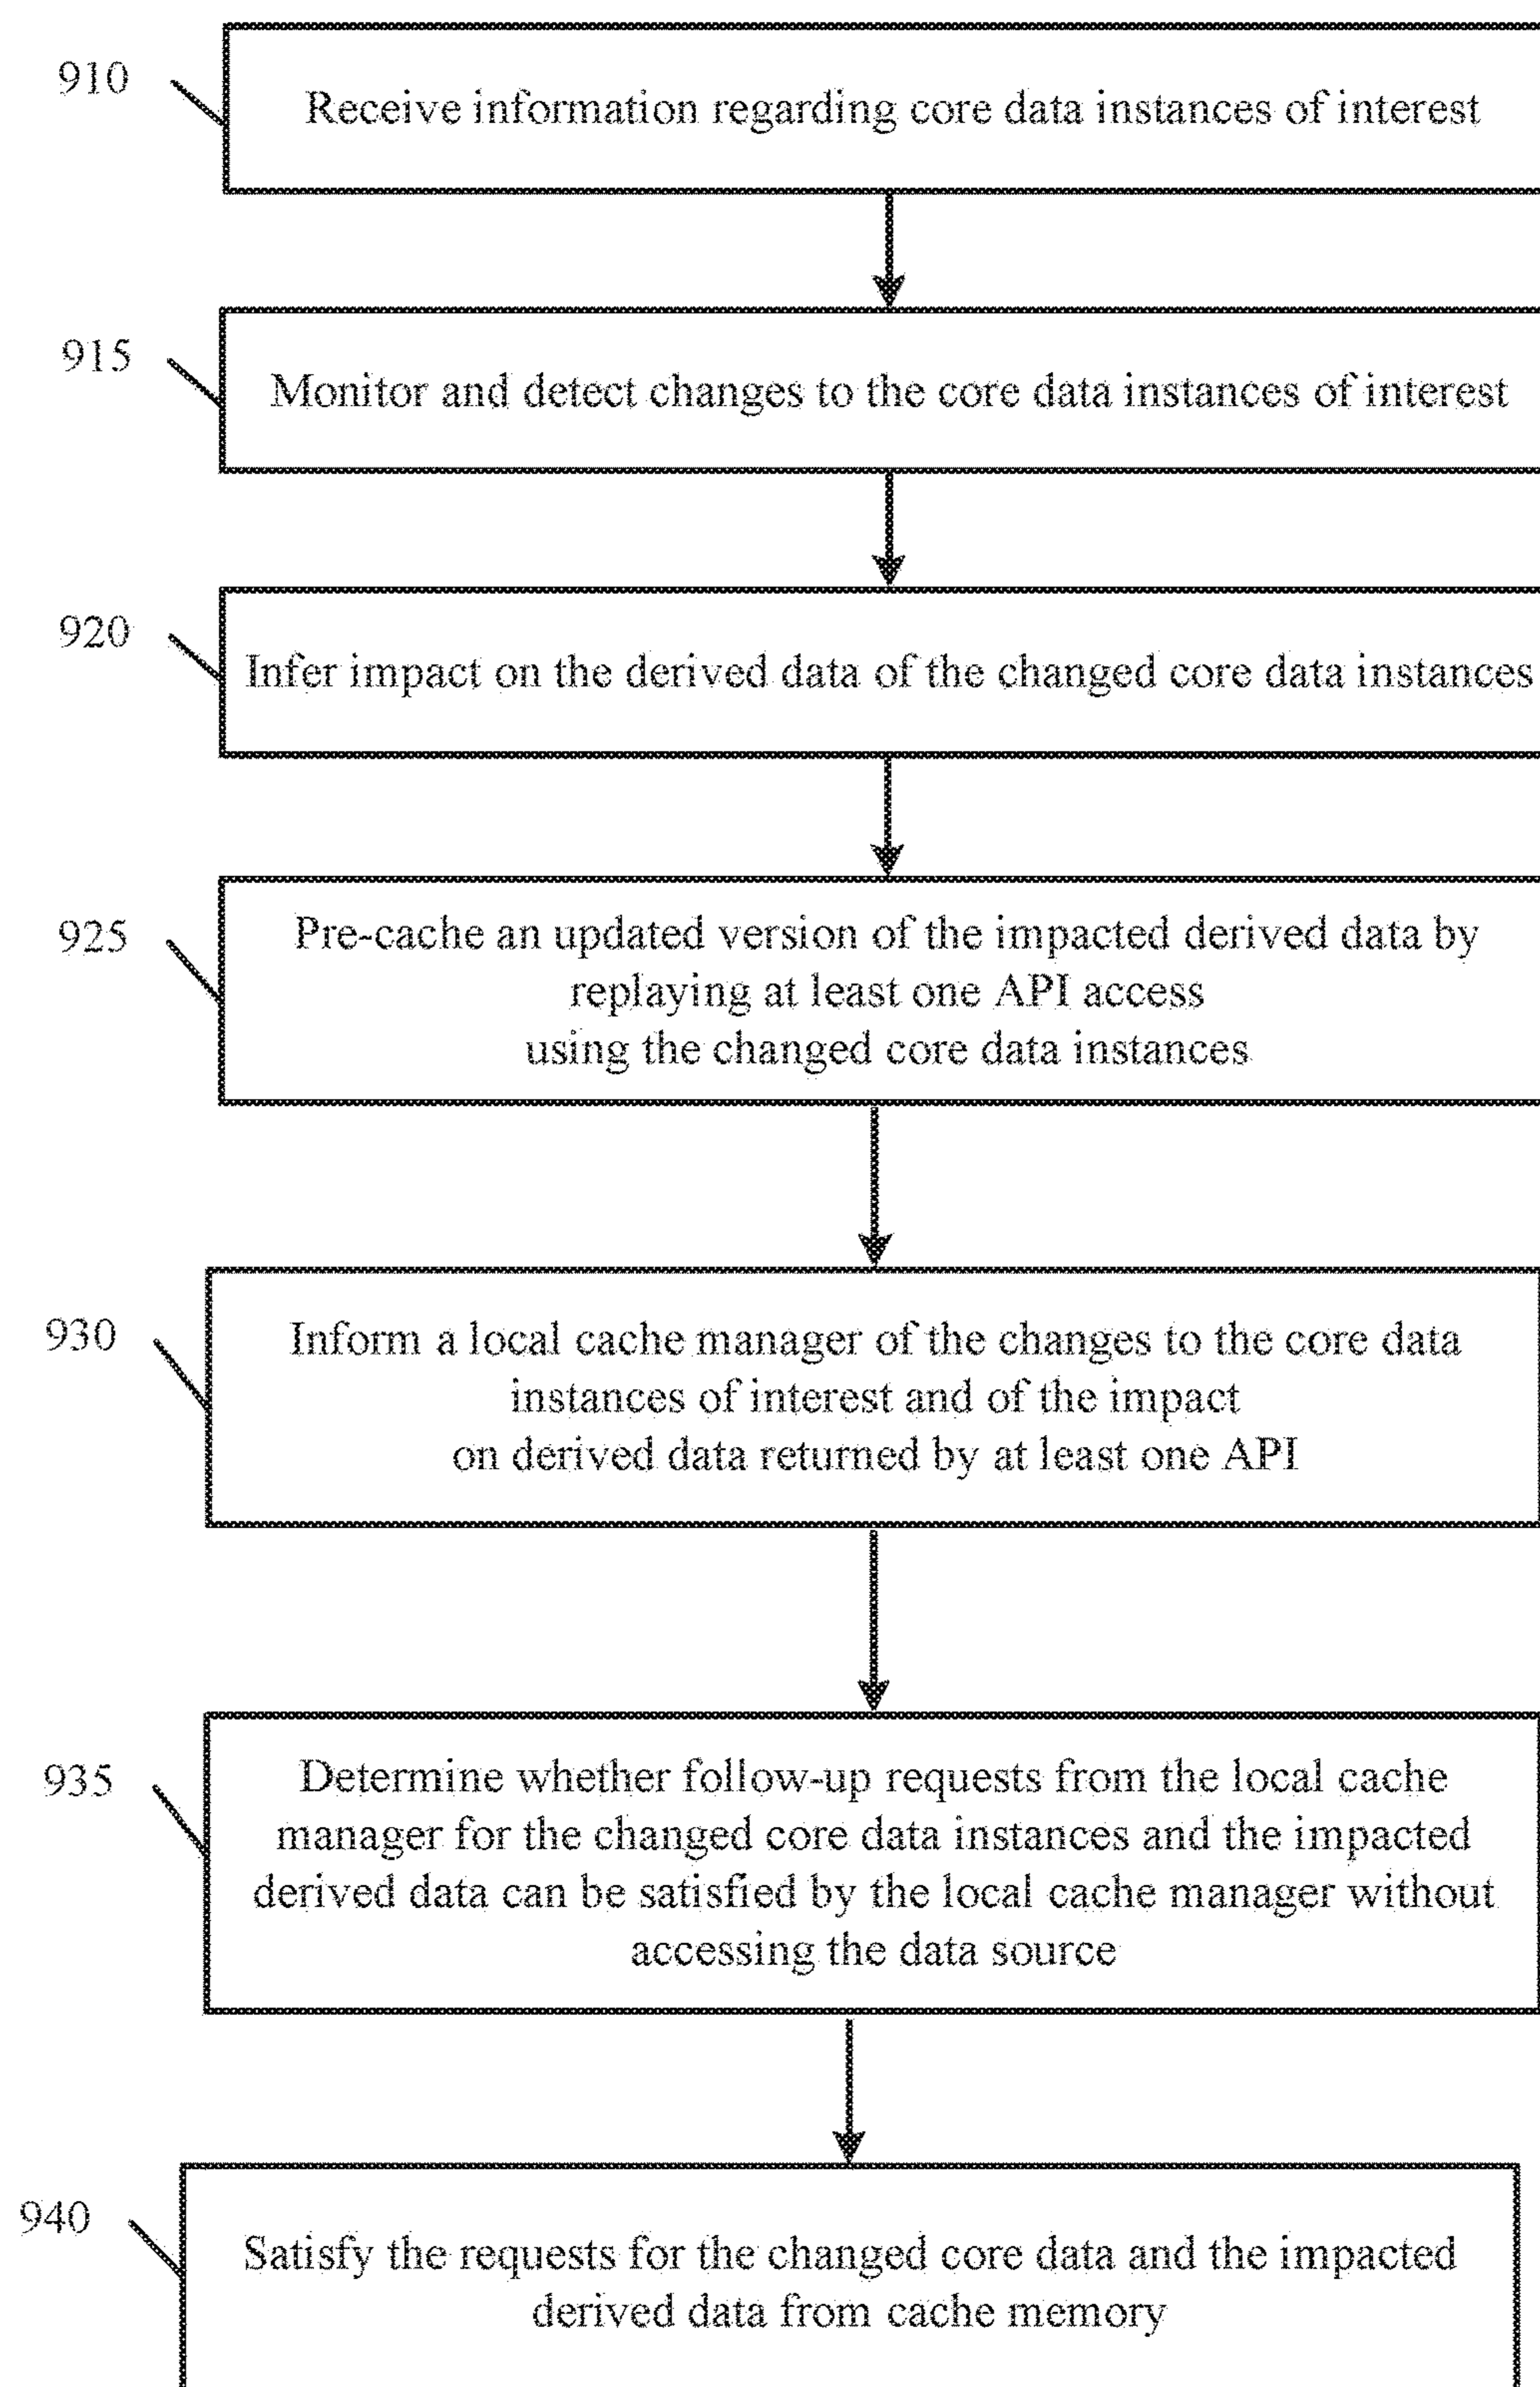 910
Receive information regarding core data instances of interest
915
Monitor and detect changes to the core data instances of interest
920
Infer impact on the derived data of the changed core data instances
925
Pre-cache an updated version of the impacted derived data by
replaying at least one API access
using the changed core data instances
930
Inform a local cache manager of the changes to the core data
instances of interest and of the impact
on derived data returned by at least one API
935
Determine whether follow-up requests from the local cache
manager for the changed core data instances and the impacted
derived data can be satisfied by the local cache manager without
accessing the data source
940
Satisfy the requests for the changed core data and the impacted
derived data from cache memory